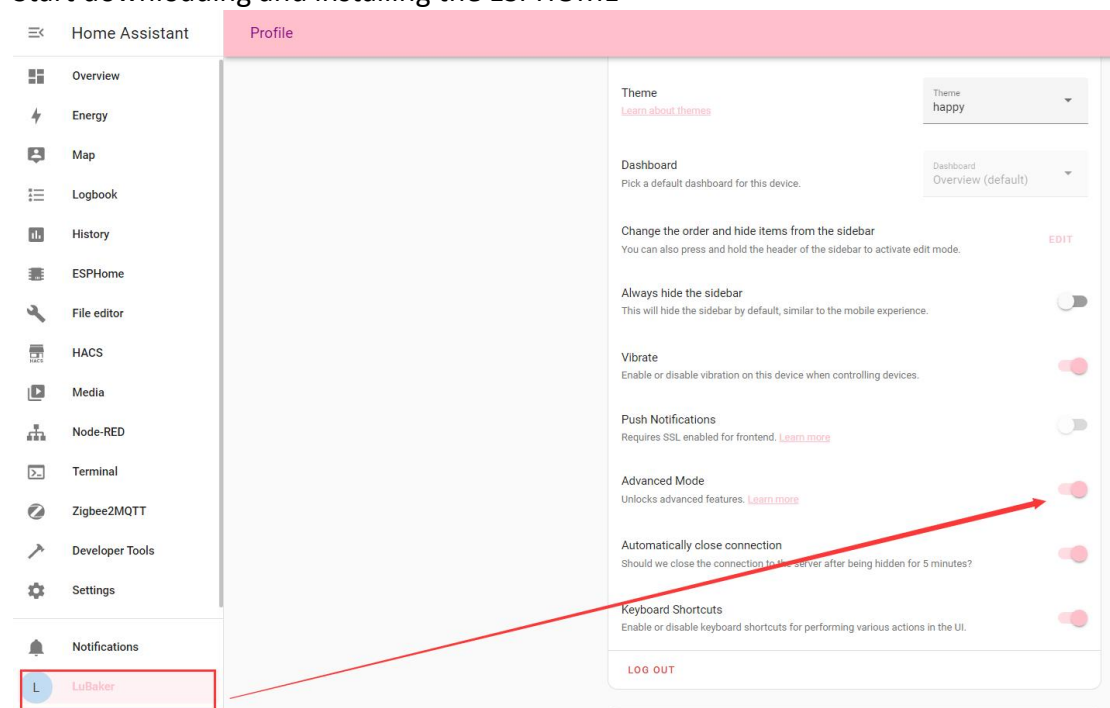 Start downloading and installing the ESPHOME
Home Assistant
Profile
Overview
Energy
Map
Logbook
History
ESPHome
File editor
HACS
HACS
Media
Node-RED
Terminal
Zigbee2MQTT
Developer Tools
Settings
Notifications
L
LuBaker
Theme
Learn about themes
Theme
happy
Dashboard
Pick a default dashboard for this device.
Dashboard
Overview (default)
Change the order and hide items from the sidebar
You can also press and hold the header of the sidebar to activate edit mode.
EDIT
Always hide the sidebar
This will hide the sidebar by default, similar to the mobile experience.
Vibrate
Enable or disable vibration on this device when controlling devices.
Push Notifications
Requires SSL enabled for frontend. Learn more
Advanced Mode
Unlocks advanced features. Learn more
Automatically close connection
Should we close the connection to the server after being hidden for 5 minutes?
Keyboard Shortcuts
Enable or disable keyboard shortcuts for performing various actions in the UI.
LOG OUT